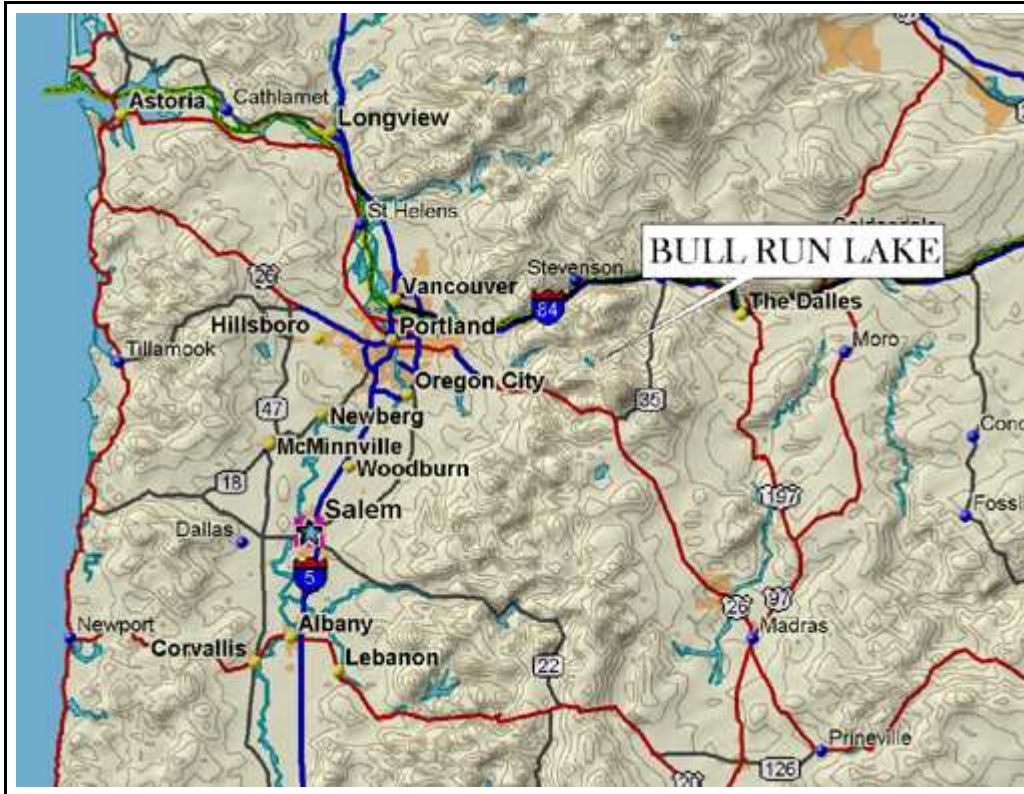 Astoria
Cathlamet
Longview
St Helens
26
Vancouver
Stevenson
BULL RUN LAKE
84
The Dalles
Hillsboro
Portland
Tillamook
Moro
Oregon City
47
Newberg
35
McMinnville
Woodburn
18
197
Salem
Dallas
5
26
97
Newport
Albany
Madras
Corvallis
Lebanon
22
Prineville
126
20